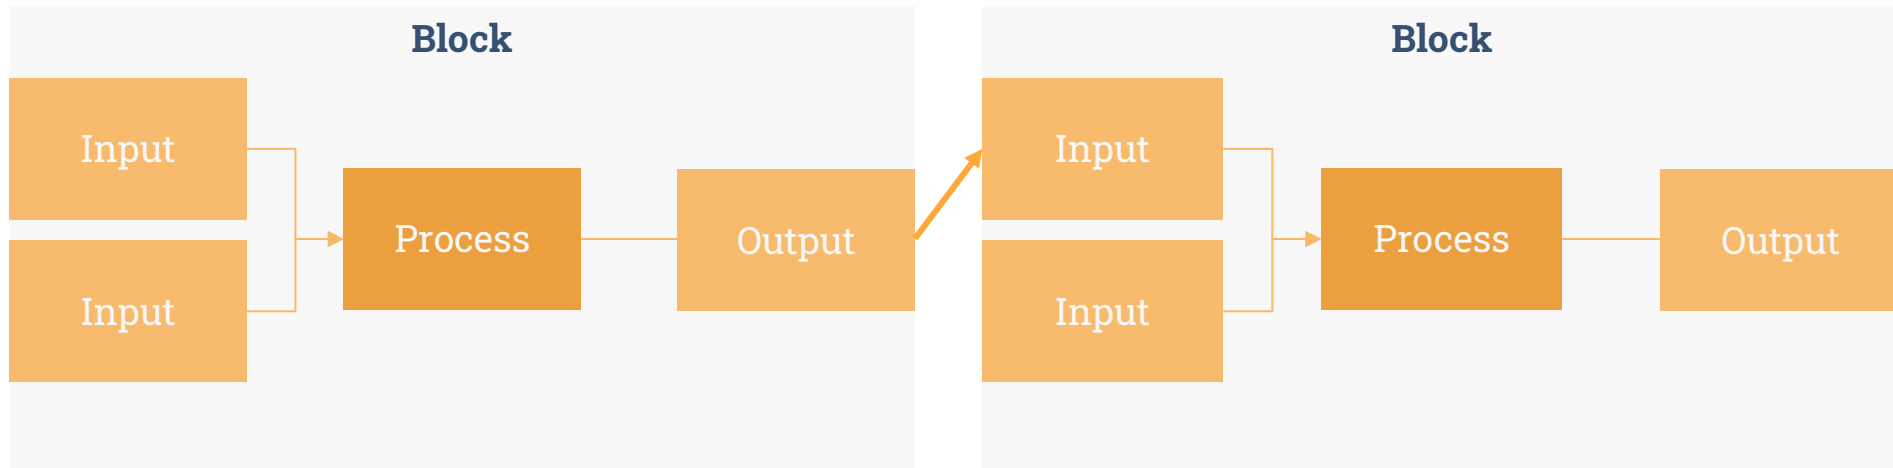 Block
Input
Input
Process
Output
Block
Input
Input
Process
Output